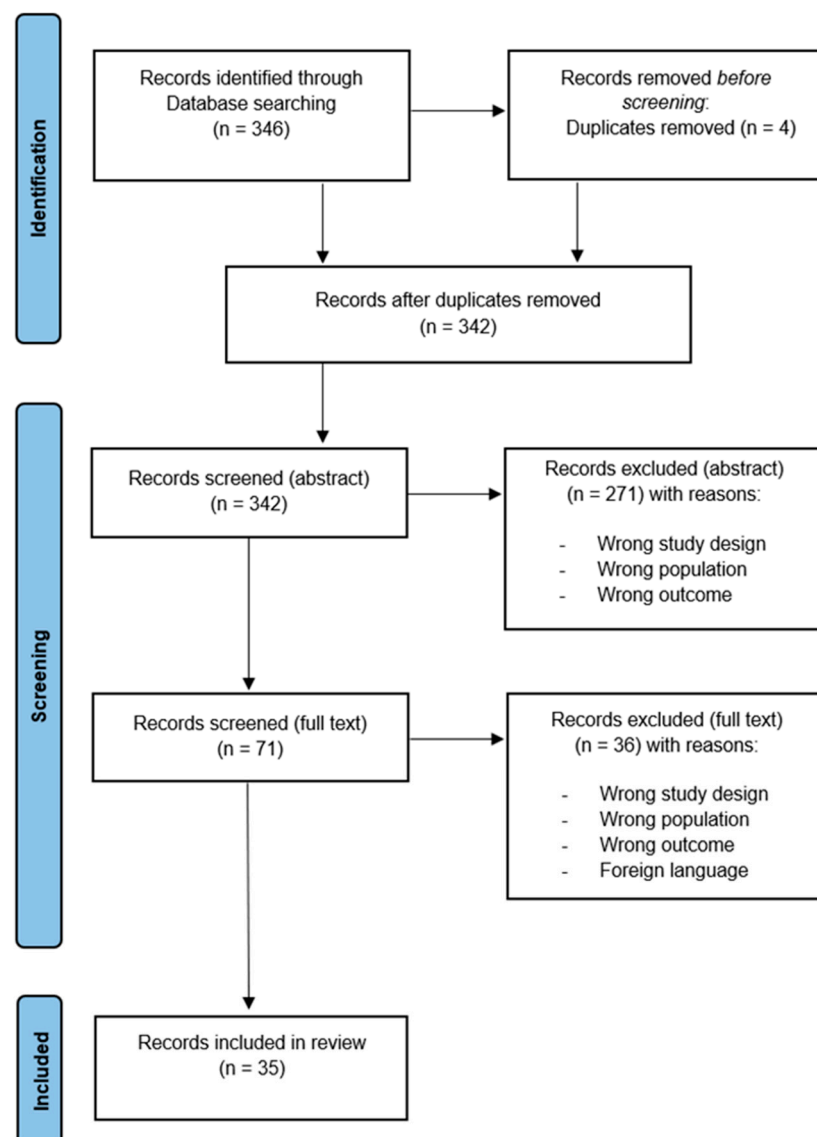 Identification
Records identified through
Database searching
(n = 346)
Records removed before
screening:
Duplicates removed (n = 4)
Records after duplicates removed
(n = 342)
Screening
Records screened (abstract)
(n = 342)
Records excluded (abstract)
(n = 271) with reasons:
- Wrong study design
- Wrong population
- Wrong outcome
Records screened (full text)
(n = 71)
Records excluded (full text)
(n = 36) with reasons:
- Wrong study design
- Wrong population
- Wrong outcome
- Foreign language
Included
Records included in review
(n = 35)